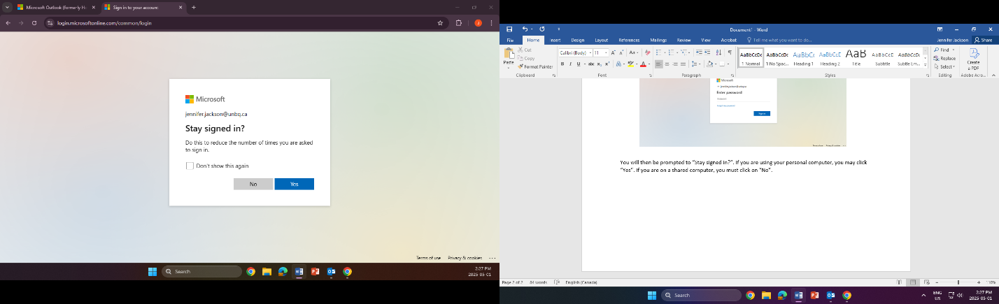 Microsoft Outlook (formerly Ho
Sign in to your account
login.microsoftonline.com/common/login
J
Microsoft
jennifer.jackson@unbq.ca
Stay signed in?
Do this to reduce the number of times you are asked
to sign in.
Don't show this again
No
Yes
Terms of use
Privacy & cookies
Search
2:27 PM
2025-05-01
Document1 - Word
File
Home
Insert
Design
Layout
References
Mailings
Review
View
Acrobat
Tell me what you want to do...
Jennifer Jackson
Share
Paste
Cut
Copy
Format Painter
Clipboard
Calibri (Body)
11
Font
Paragraph
AaBbCcDc
¶ Normal
AaBbCcDc
¶ No Spac...
AaBbCc
Heading 1
AaBbCcD
Heading 2
AaB
Title
AaBbCcD
Subtitle
AaBbCcDc
Subtle Em...
Styles
Find
Replace
Select
Editing
Create
a PDF
Adobe Acro...
Microsoft
jennifer.jackson@unbq.ca
Enter password
Password
Forgot my password
Sign in
You will then be prompted to “Stay signed in?”. If you are using your personal computer, you may click
“Yes”. If you are on a shared computer, you must click on “No”.
Page 2 of 2
84 words
English (Canada)
110%
Search
ENG
US
2:27 PM
2025-05-01